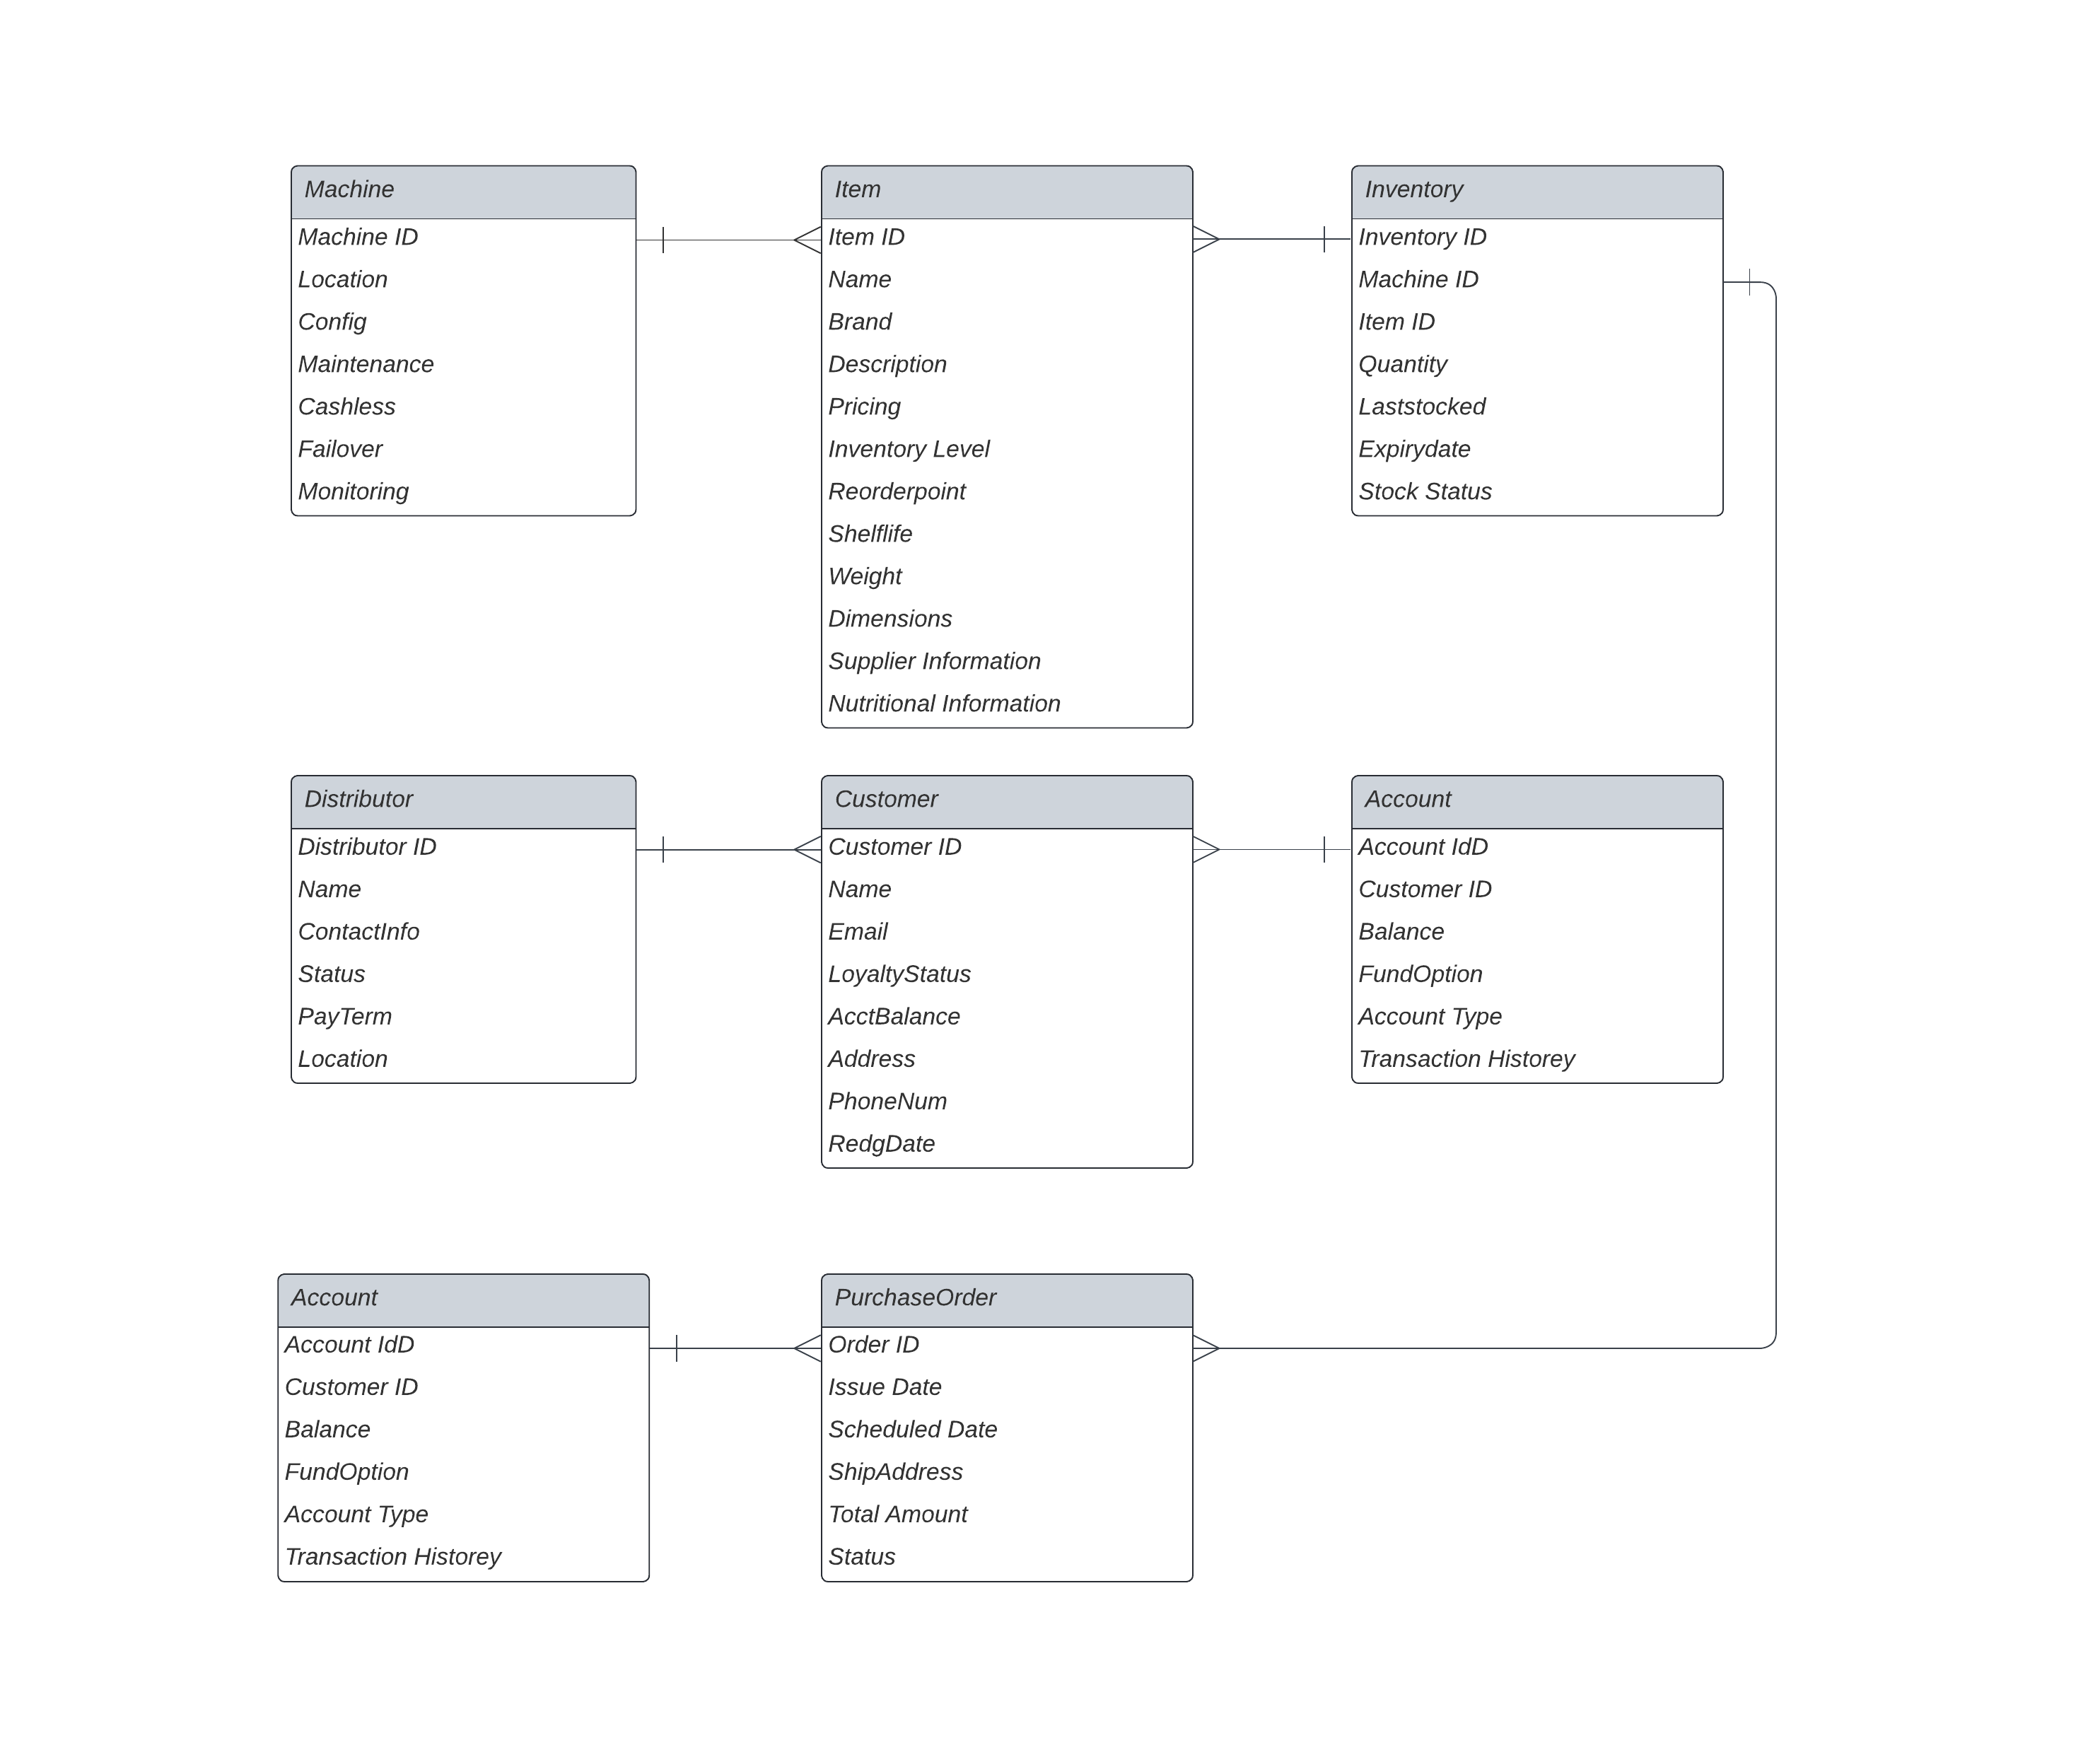 Machine
Machine ID
Location
Config
Maintenance
Cashless
Failover
Monitoring
Item
Item ID
Name
Brand
Description
Pricing
Inventory Level
Reorderpoint
Shelflife
Weight
Dimensions
Supplier Information
Nutritional Information
Inventory
Inventory ID
Machine ID
Item ID
Quantity
Laststocked
Expirydate
Stock Status
Distributor
Distributor ID
Name
ContactInfo
Status
PayTerm
Location
Customer
Customer ID
Name
Email
LoyaltyStatus
AcctBalance
Address
PhoneNum
RedgDate
Account
Account IdD
Customer ID
Balance
FundOption
Account Type
Transaction Historey
Account
Account IdD
Customer ID
Balance
FundOption
Account Type
Transaction Historey
PurchaseOrder
Order ID
Issue Date
Scheduled Date
ShipAddress
Total Amount
Status